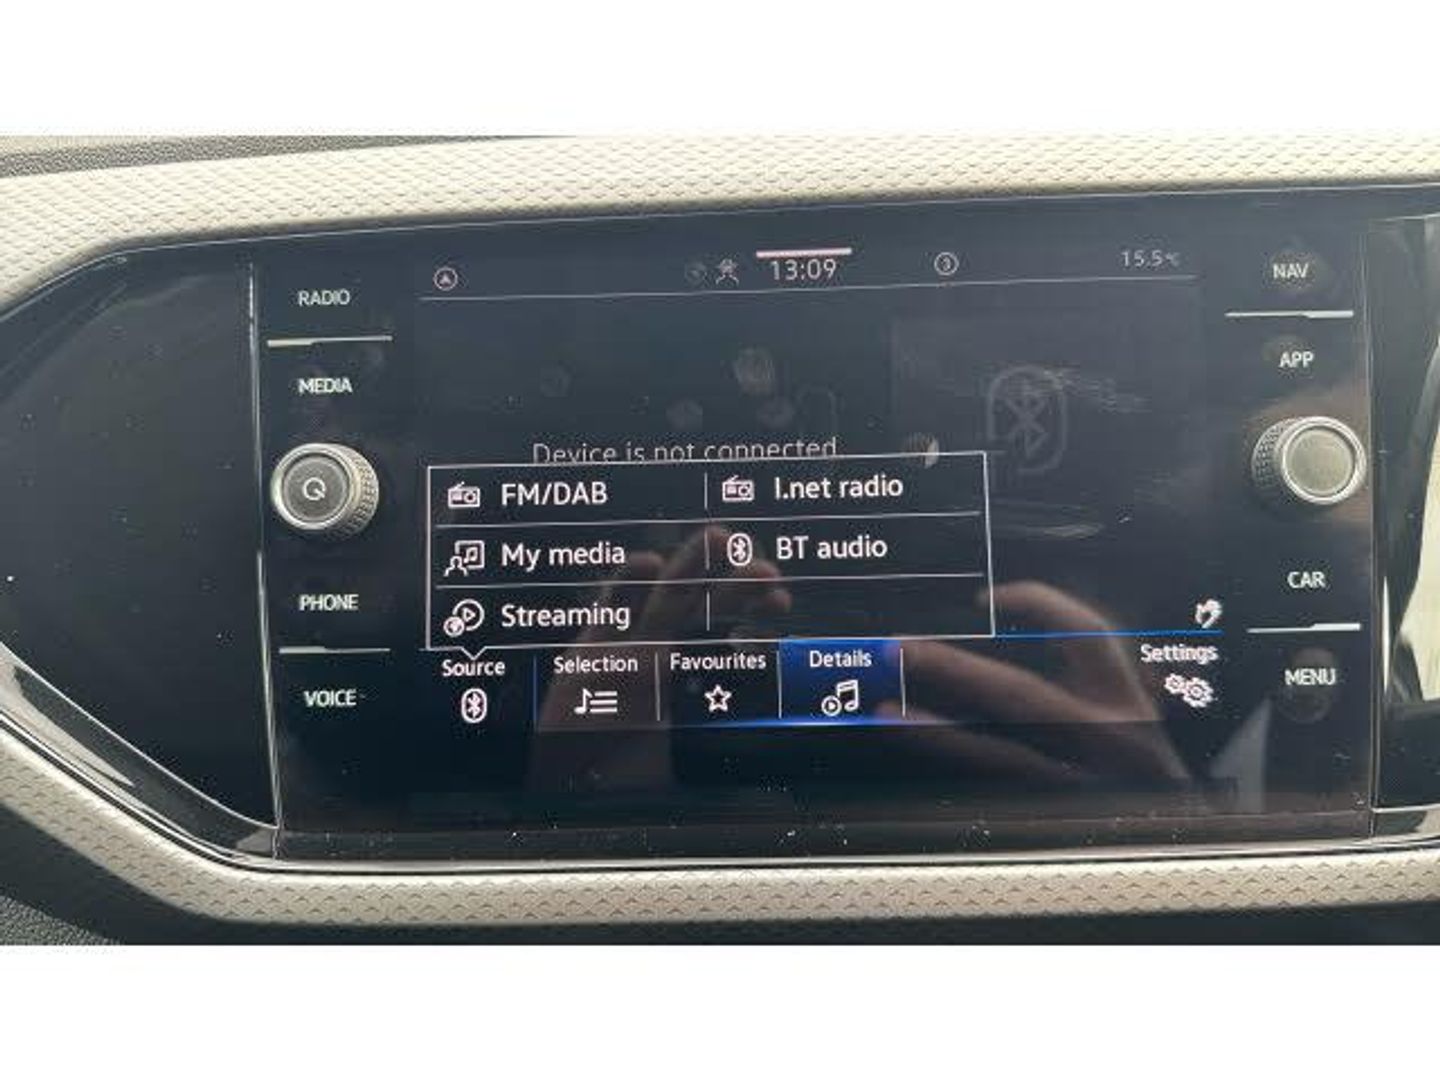 RADIO
MEDIA
PHONE
VOICE
13:09
3
15.5°C
Device is not connected.
FM/DAB
I.net radio
My media
BT audio
Streaming
Source
Selection
Favourites
Details
Settings
NAV
APP
CAR
MENU